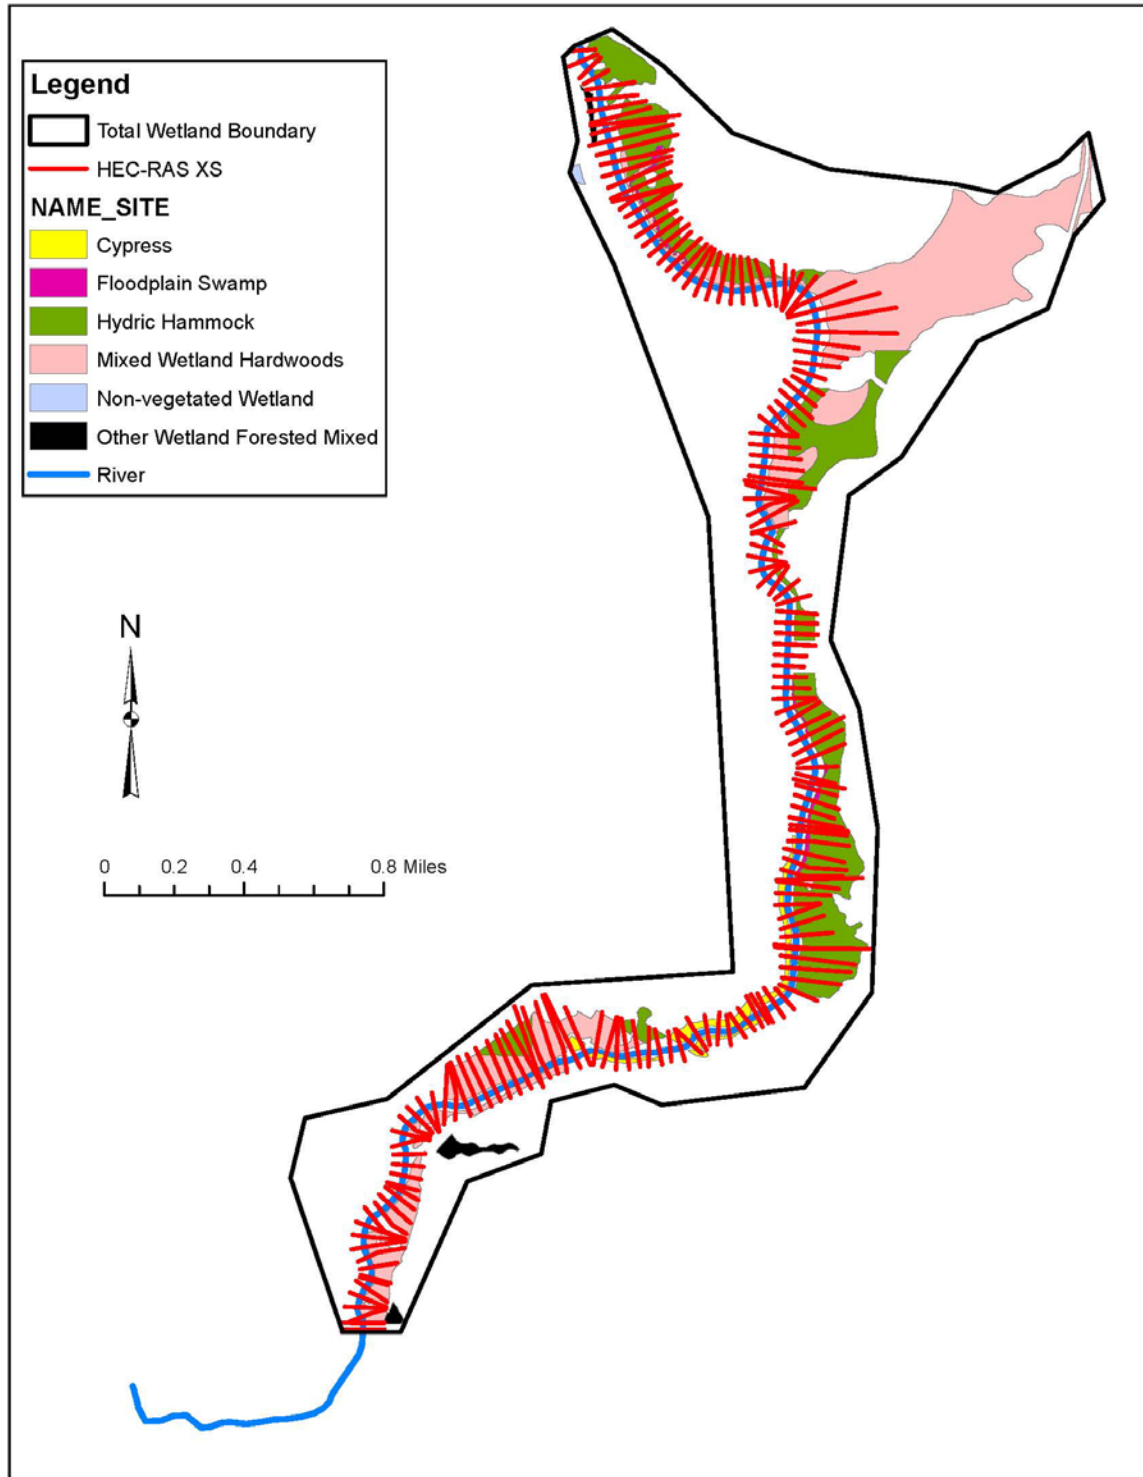 Legend
Total Wetland Boundary
HEC-RAS XS
NAME_SITE
Cypress
Floodplain Swamp
Hydric Hammock
Mixed Wetland Hardwoods
Non-vegetated Wetland
Other Wetland Forested Mixed
River
N
0 0.2 0.4 0.8 Miles